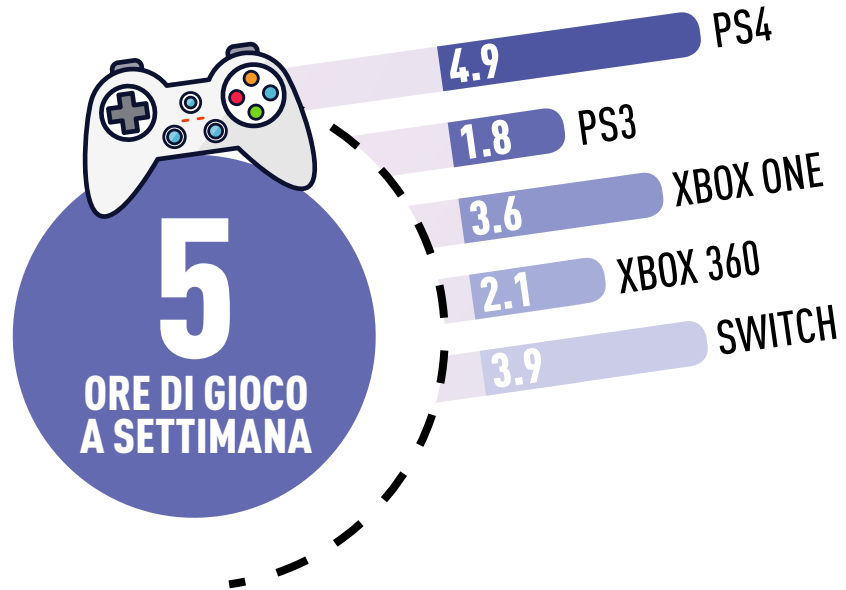 4.9 PS4
1.8 PS3
3.6 XBOX ONE
2.1 XBOX 360
3.9 SWITCH
5
ORE DI GIOCO
A SETTIMANA